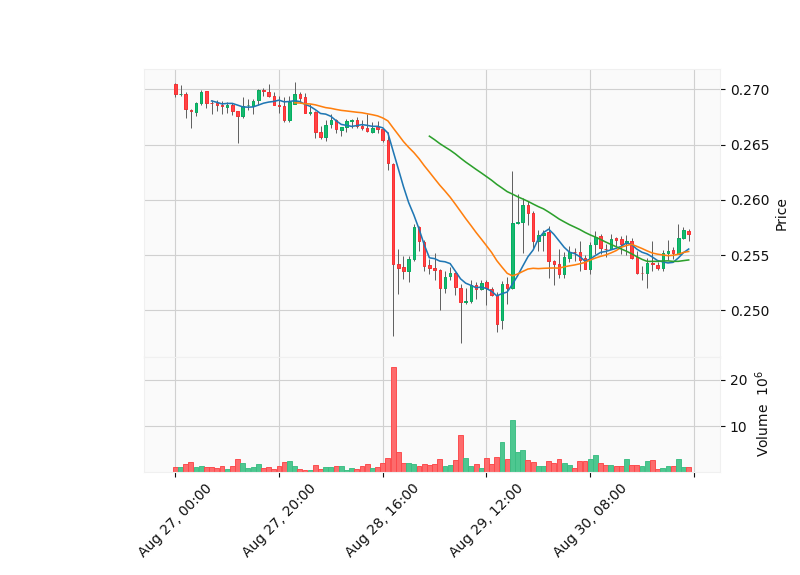 0.270
0.265
0.260
0.255
0.250
Price
20
10
Volume 10^6
Aug 27, 00:00
Aug 27, 20:00
Aug 28, 16:00
Aug 29, 12:00
Aug 30, 08:00